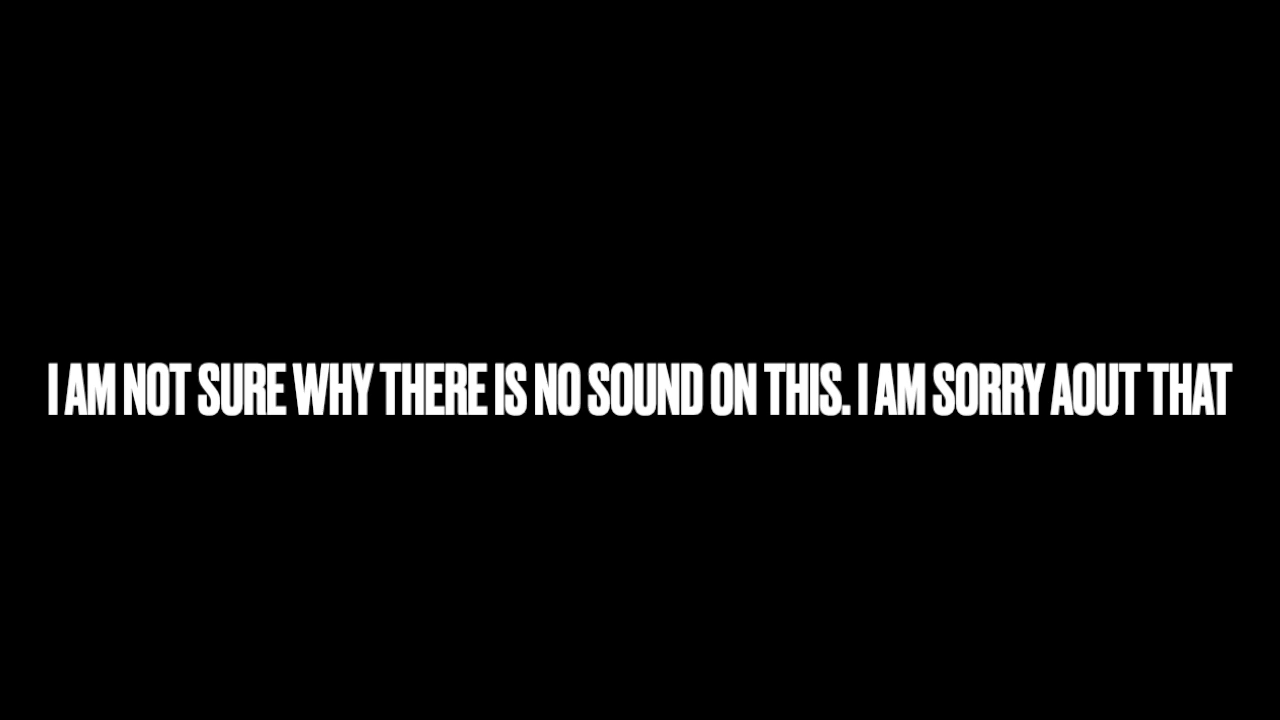 I AM NOT SURE WHY THERE IS NO SOUND ON THIS. I AM SORRY AOUT THAT